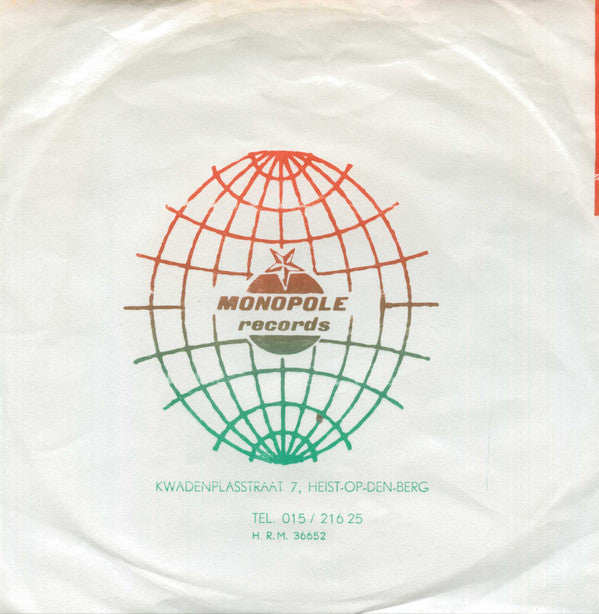 MONOPOLE
records
KWADENPLASSTRAAT 7, HEIST-OP-DEN-BERG
TEL. 015/ 216 25
H. R. M. 36652